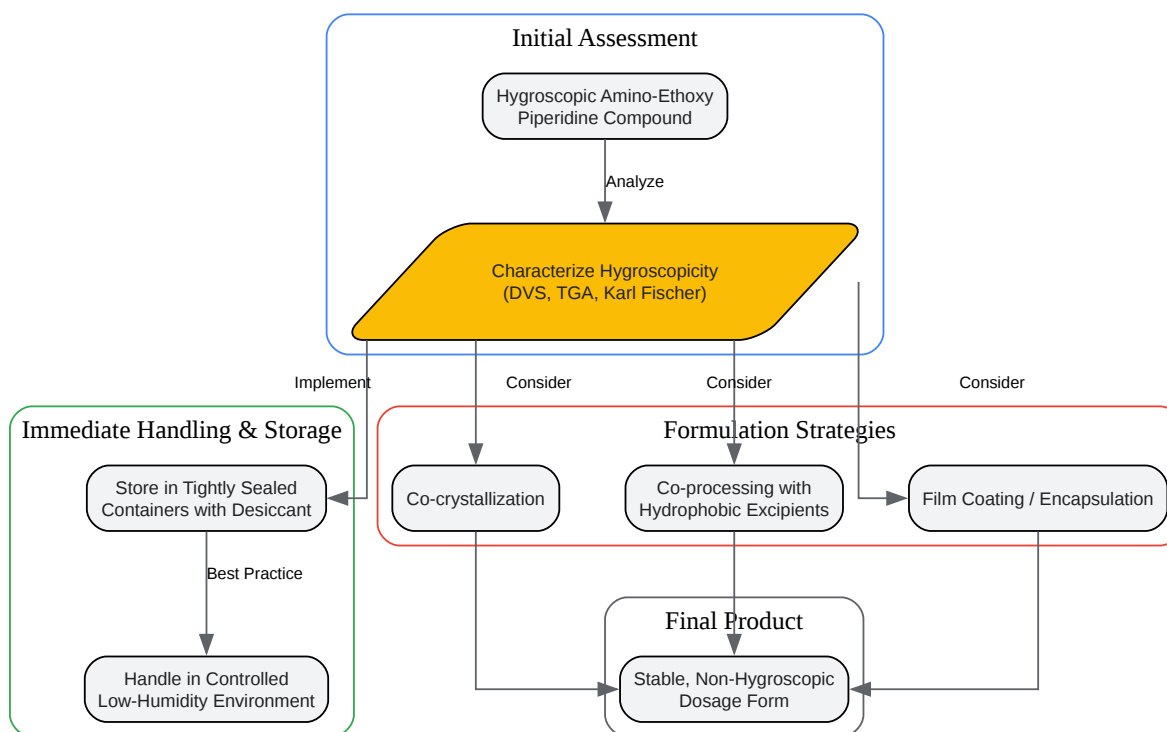 Initial Assessment
Hygroscopic Amino-Ethoxy
Piperidine Compound
Analyze
Characterize Hygroscopicity
(DVS, TGA, Karl Fischer)
Implement
Consider
Consider
Consider
Immediate Handling & Storage
Formulation Strategies
Store in Tightly Sealed
Containers with Desiccant
Co-crystallization
Co-processing with
Hydrophobic Excipients
Film Coating / Encapsulation
Best Practice
Final Product
Handle in Controlled
Low-Humidity Environment
Stable, Non-Hygroscopic
Dosage Form